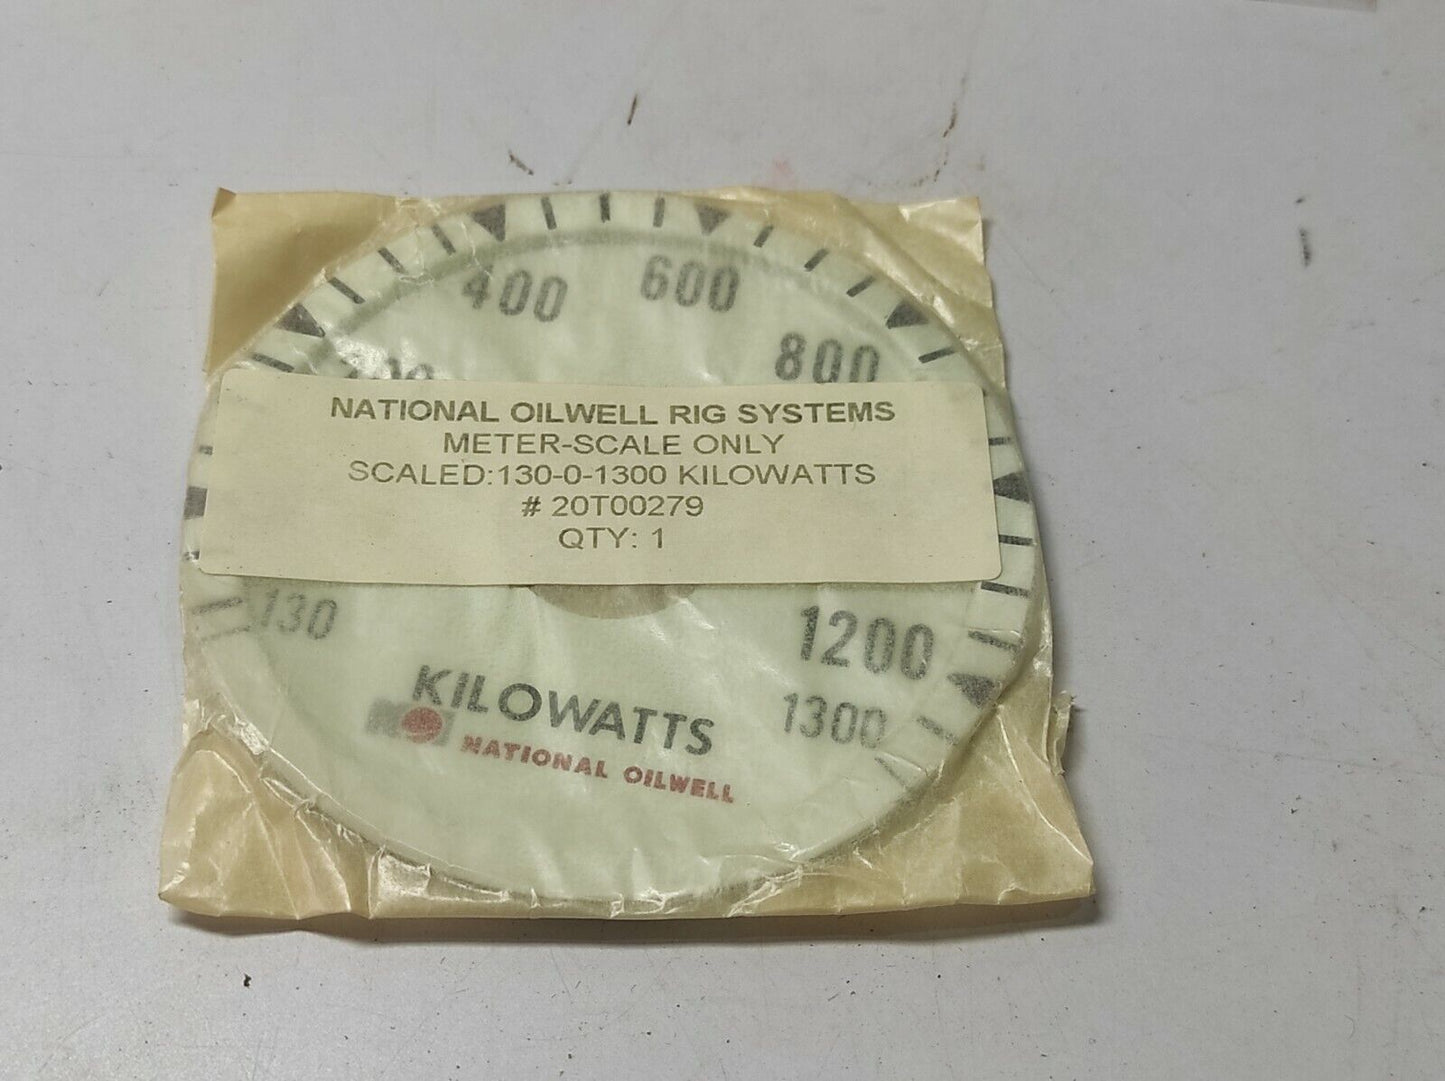 400 600
800
NATIONAL OILWELL RIG SYSTEMS
METER-SCALE ONLY
SCALED:130-0-1300 KILOWATTS
# 20T00279
QTY: 1
130 1200
1300
KILOWATTS
NATIONAL OILWELL